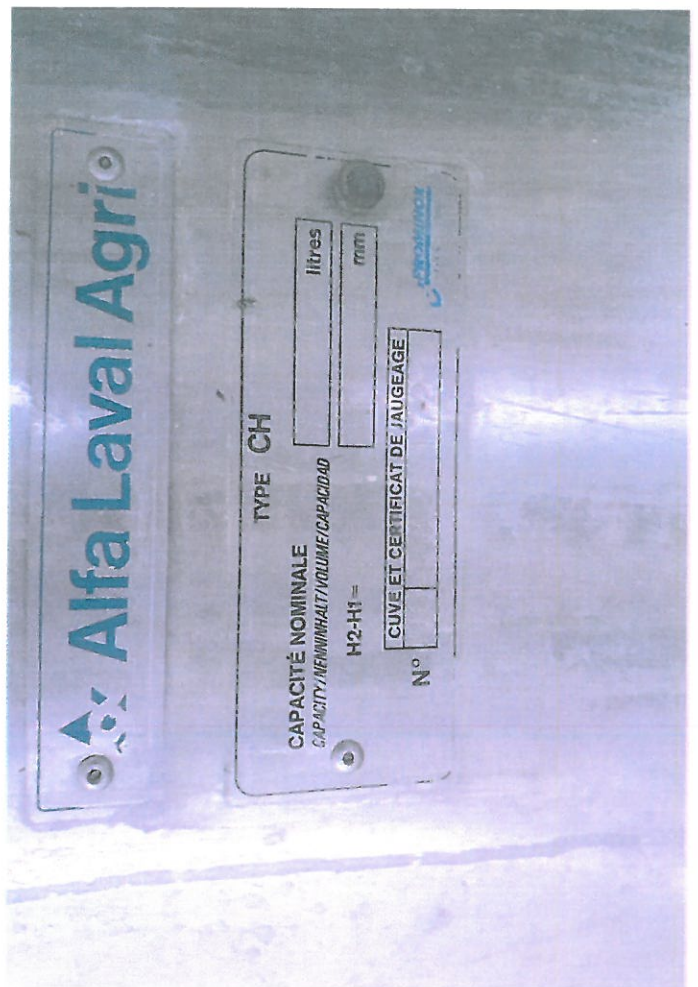 Alfa Laval Agri
TYPE CH
CAPACITÉ NOMINALE
CAPACITY/NENNINHALT/VOLUME/CAPACIDAD
litres
H2-H1= mm
CUVE ET CERTIFICAT DE JAUGEAGE
N°
PROMINOX